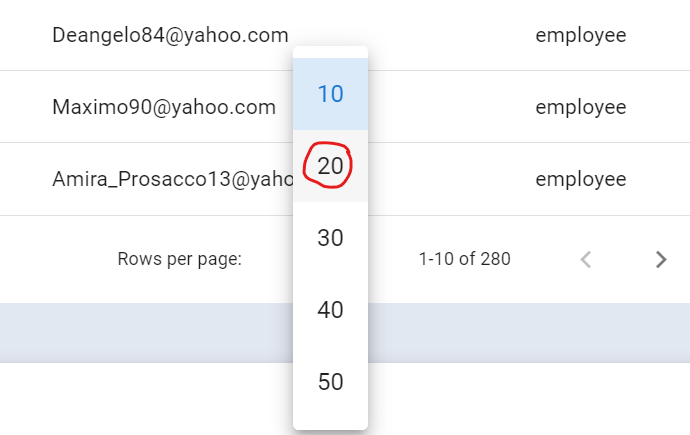 Deangelo84@yahoo.com employee
10
Maximo90@yahoo.com employee
20
Amira_Prosacco13@yaho employee
30
Rows per page: 1-10 of 280
40
50